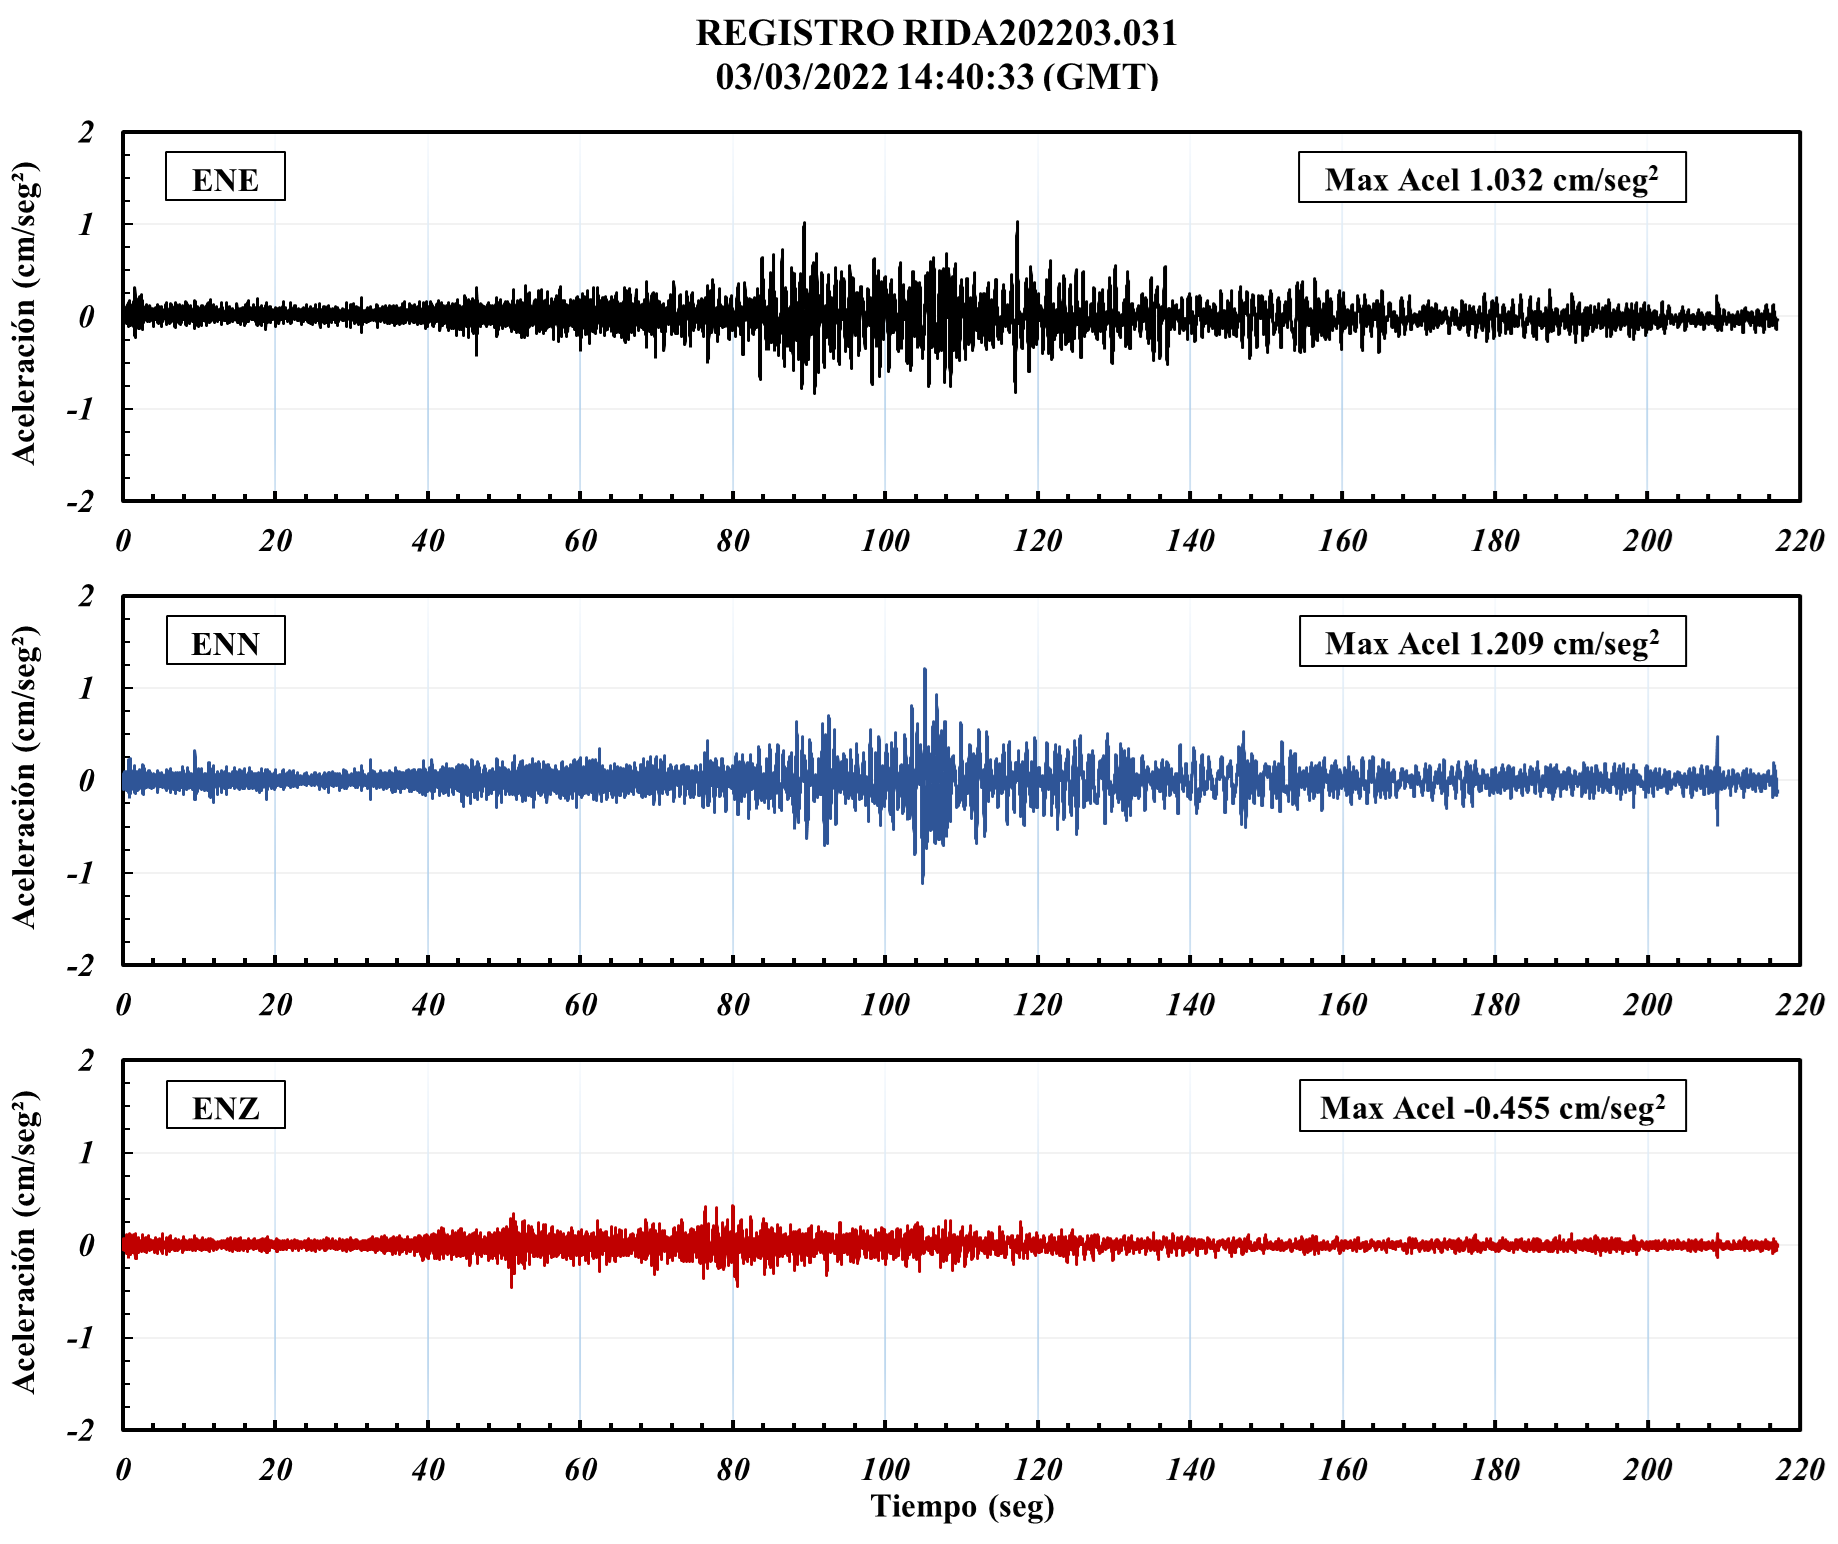 REGISTRO RIDA202203.031
03/03/2022 14:40:33 (GMT)
Aceleración (cm/seg²)
2
1
0
-1
-2
ENE
Max Acel 1.032 cm/seg²
0 20 40 60 80 100 120 140 160 180 200 220
Aceleración (cm/seg²)
2
1
0
-1
-2
ENN
Max Acel 1.209 cm/seg²
0 20 40 60 80 100 120 140 160 180 200 220
Aceleración (cm/seg²)
2
1
0
-1
-2
ENZ
Max Acel -0.455 cm/seg²
0 20 40 60 80 100 120 140 160 180 200 220
Tiempo (seg)